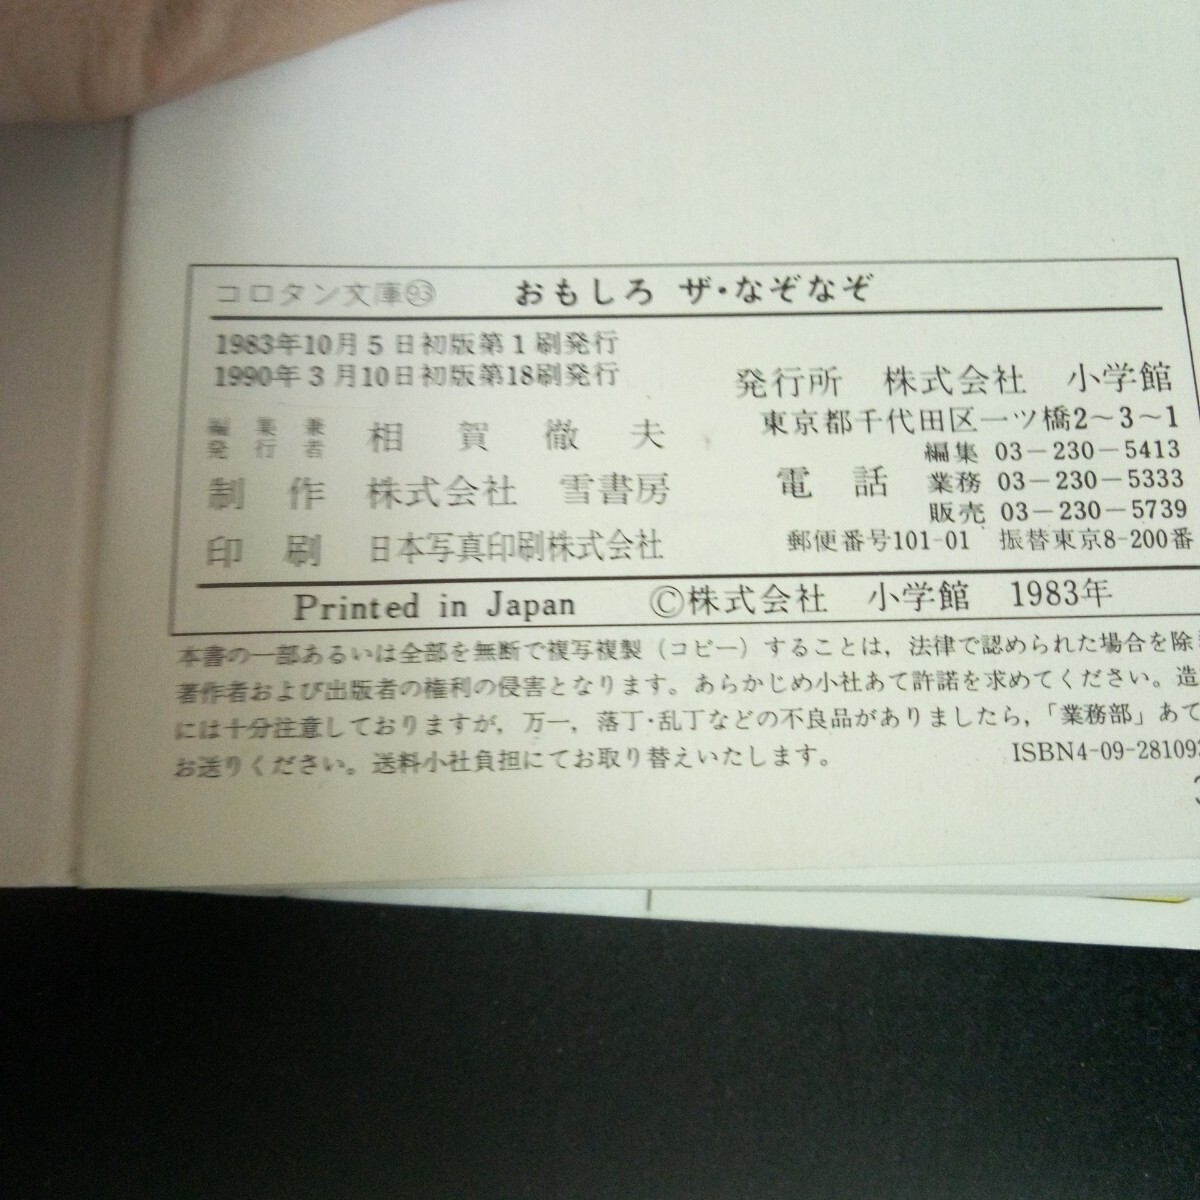 コロタン文庫93 おもしろ ザ・なぞなぞ
1983年10月5日初版第1刷発行
1990年3月10日初版第18刷発行
編集兼
発行者 相賀徹夫
制作 株式会社 雪書房
印刷 日本写真印刷株式会社
発行所 株式会社 小学館
東京都千代田区一ツ橋2〜3〜1
編集 03-230-5413
電話 業務 03-230-5333
販売 03-230-5739
郵便番号101-01 振替東京8-200番
Printed in Japan ©株式会社 小学館 1983年
本書の一部あるいは全部を無断で複写複製（コピー）することは，法律で認められた場合を除
著作者および出版者の権利の侵害となります。あらかじめ小社あて許諾を求めてください。造
には十分注意しておりますが，万一，落丁・乱丁などの不良品がありましたら，「業務部」あて
お送りください。送料小社負担にてお取り替えいたします。
ISBN4-09-281093